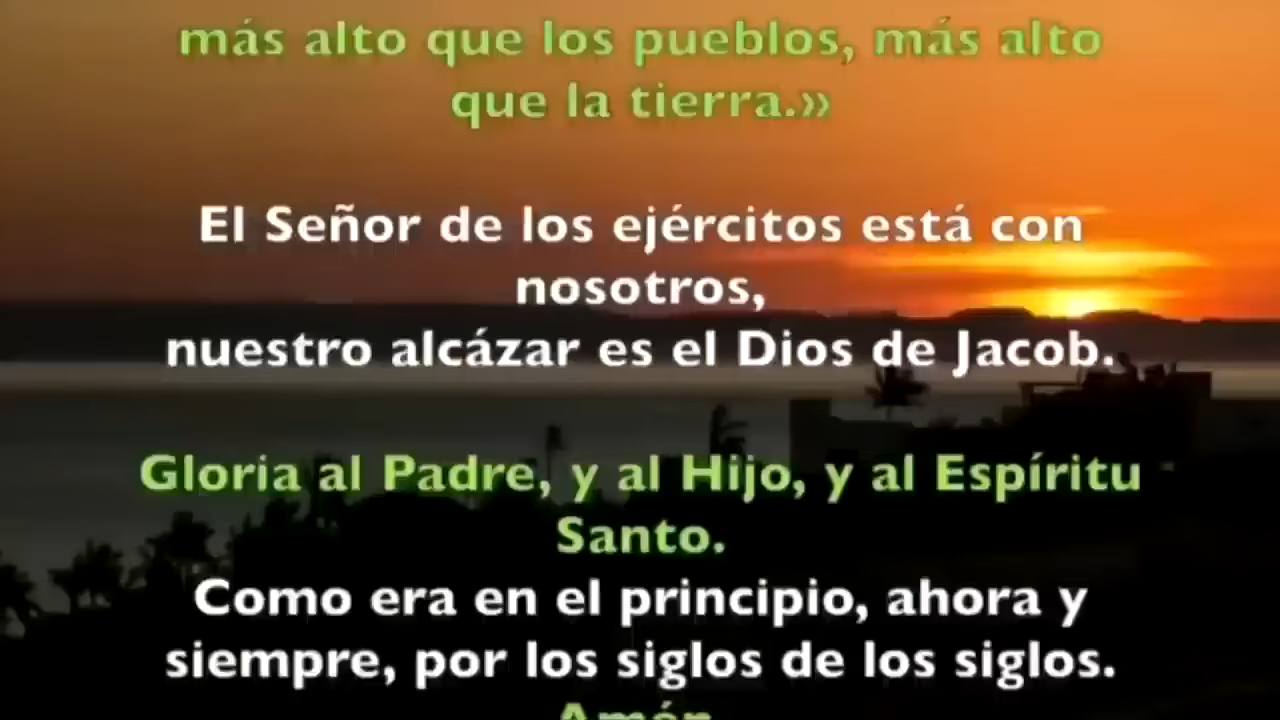 más alto que los pueblos, más alto
que la tierra.»
El Señor de los ejércitos está con
nosotros,
nuestro alcázar es el Dios de Jacob.
Gloria al Padre, y al Hijo, y al Espíritu
Santo.
Como era en el principio, ahora y
siempre, por los siglos de los siglos.
Amén.